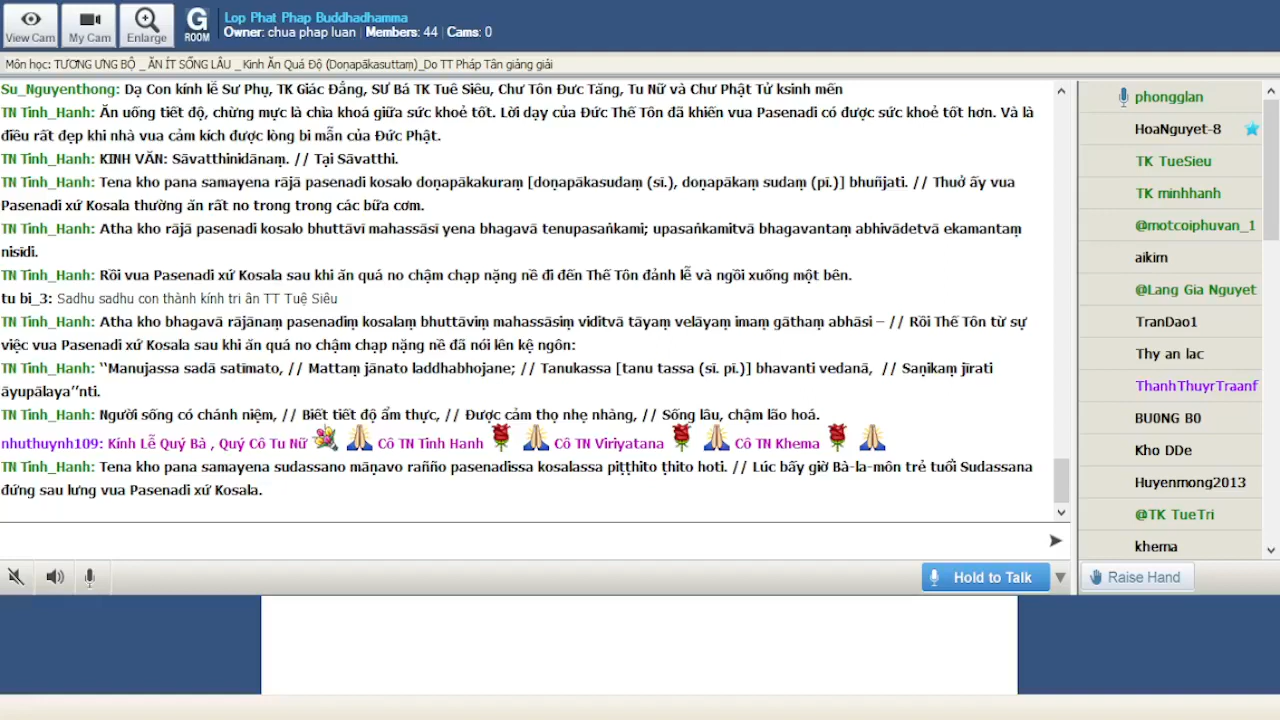 View Cam
My Cam
Enlarge
G
ROOM
Lop Phat Phap Buddhadhamma
Owner: chua phap luan | Members: 44 | Cams: 0
Môn học: TƯƠNG ƯNG BỘ _ ĂN ÍT SỐNG LÂU _ Kinh Ăn Quá Độ (Doṇapākasuttaṃ)_Do TT Pháp Tân giảng giải
Su_Nguyenthong: Dạ Con kính lễ Sư Phụ, TK Giác Đẳng, SƯ Bá TK Tuê Siêu, Chư Tôn Đưc Tăng, Tu Nữ và Chư Phật Tử ksinh mến
TN Tinh_Hanh: Ăn uống tiết độ, chừng mực là chìa khoá giữa sức khoẻ tốt. Lời dạy của Đức Thế Tôn đã khiến vua Pasenadi có được sức khoẻ tốt hơn. Và là
điều rất đẹp khi nhà vua cảm kích được lòng bi mẫn của Đức Phật.
TN Tinh_Hanh: KINH VĂN: Sāvatthinidānaṃ. // Tại Sāvatthi.
TN Tinh_Hanh: Tena kho pana samayena rājā pasenadi kosalo doṇapākakuraṃ [doṇapākasudaṃ (sī.), doṇapākaṃ sudaṃ (pī.)] bhuñjati. // Thuở ấy vua
Pasenadi xứ Kosala thường ăn rất no trong trong các bữa cơm.
TN Tinh_Hanh: Atha kho rājā pasenadi kosalo bhuttāvī mahassāsī yena bhagavā tenupasaṅkami; upasaṅkamitvā bhagavantaṃ abhivādetvā ekamantaṃ
nisīdi.
TN Tinh_Hanh: Rồi vua Pasenadi xứ Kosala sau khi ăn quá no chậm chạp nặng nề đi đến Thế Tôn đảnh lễ và ngồi xuống một bên.
tu bi_3: Sadhu sadhu con thành kính tri ân TT Tuệ Siêu
TN Tinh_Hanh: Atha kho bhagavā rājānaṃ pasenadiṃ kosalaṃ bhuttāviṃ mahassāsiṃ viditvā tāyaṃ velāyaṃ imaṃ gāthaṃ abhāsi – // Rồi Thế Tôn từ sự
việc vua Pasenadi xứ Kosala sau khi ăn quá no chậm chạp nặng nề đã nói lên kệ ngôn:
TN Tinh_Hanh: ‘‘Manujassa sadā satīmato, // Mattaṃ jānato laddhabhojane; // Tanukassa [tanu tassa (sī. pī.)] bhavanti vedanā, // Saṇikaṃ jīrati
āyupālaya’’nti.
TN Tinh_Hanh: Người sống có chánh niệm, // Biết tiết độ ẩm thực, // Được cảm thọ nhẹ nhàng, // Sống lâu, chậm lão hoá.
nhuthuynh109: Kính Lễ Quý Bà , Quý Cô Tu Nữ Cô TN Tinh Hanh Cô TN Viriyatana Cô TN Khema
TN Tinh_Hanh: Tena kho pana samayena sudassano māṇavo rañño pasenadissa kosalassa piṭṭhito ṭhito hoti. // Lúc bấy giờ Bà-la-môn trẻ tuổi Sudassana
đứng sau lưng vua Pasenadi xứ Kosala.
phongglan
HoaNguyet-8
TK TueSieu
TK minhhanh
@motcoiphuvan_1
aikim
@Lang Gia Nguyet
TranDao1
Thy an lac
ThanhThuyrTraanf
BU0NG B0
Kho DDe
Huyenmong2013
@TK TueTri
khema
Hold to Talk
Raise Hand